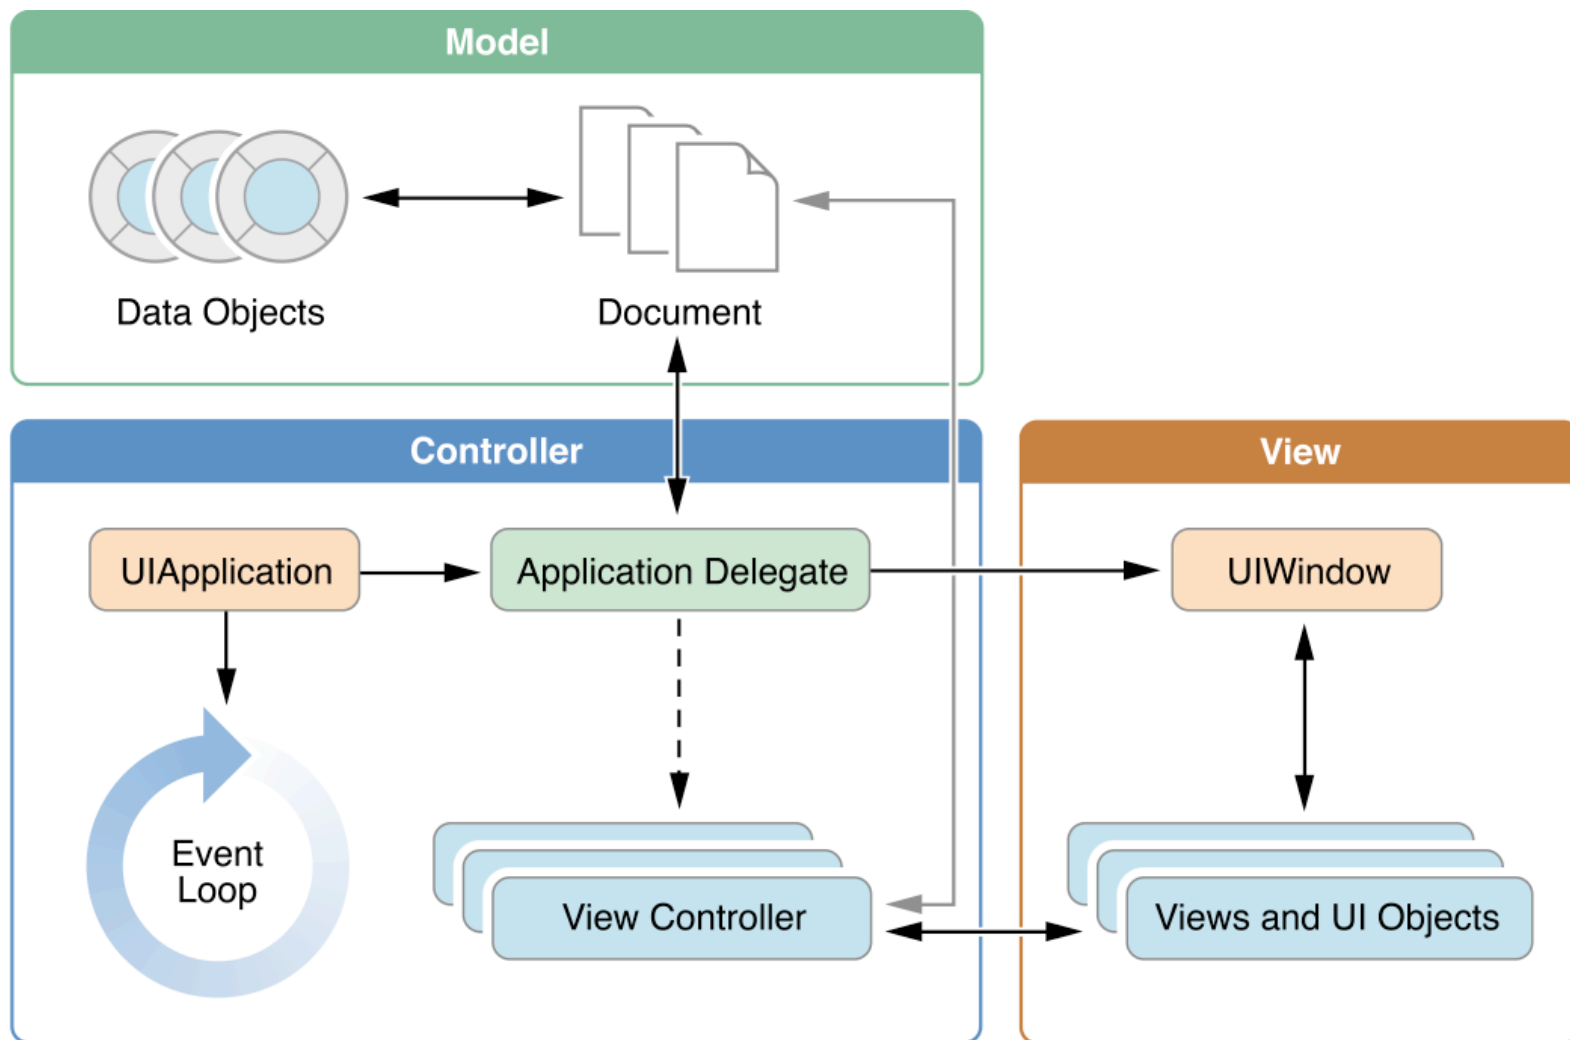 Model
Data Objects
Document
Controller
View
UIApplication
Application Delegate
UIWindow
Event
Loop
View Controller
Views and UI Objects